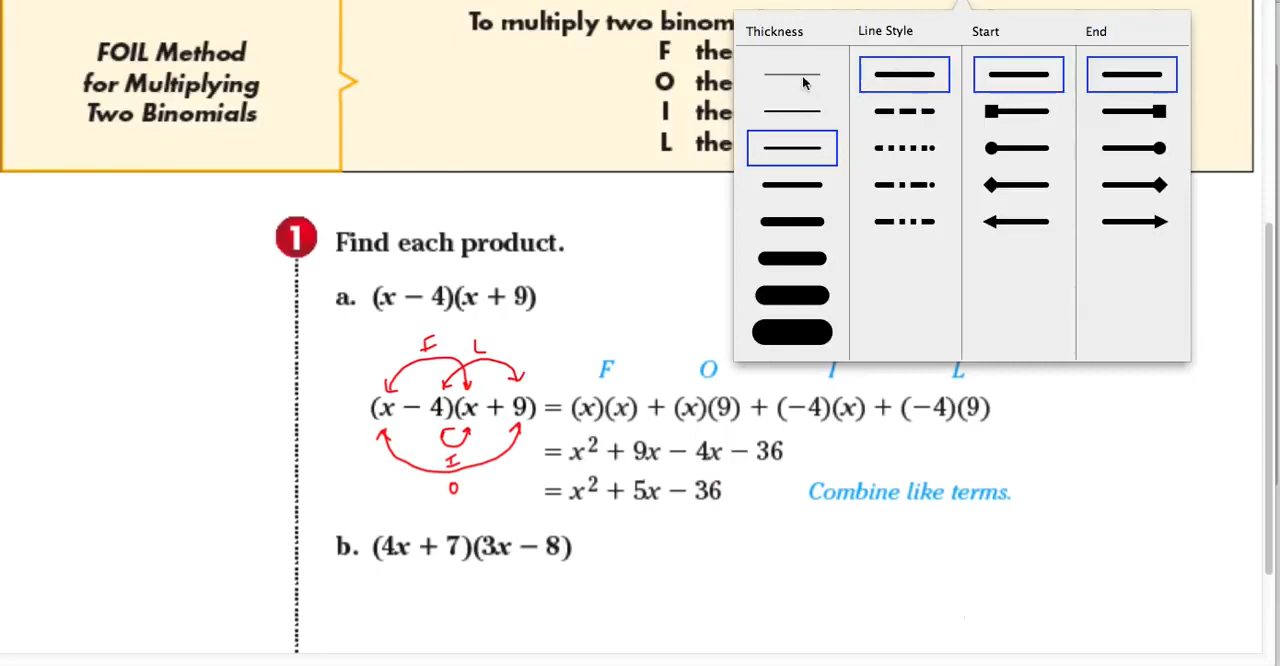 FOIL Method
for Multiplying
Two Binomials
To multiply two binom
F the
O the
I the
L the
Thickness
Line Style
Start
End
1 Find each product.
a. (x − 4)(x + 9)
F L
F O I L
(x − 4)(x + 9) = (x)(x) + (x)(9) + (−4)(x) + (−4)(9)
I
= x² + 9x − 4x − 36
O
= x² + 5x − 36 Combine like terms.
b. (4x + 7)(3x − 8)